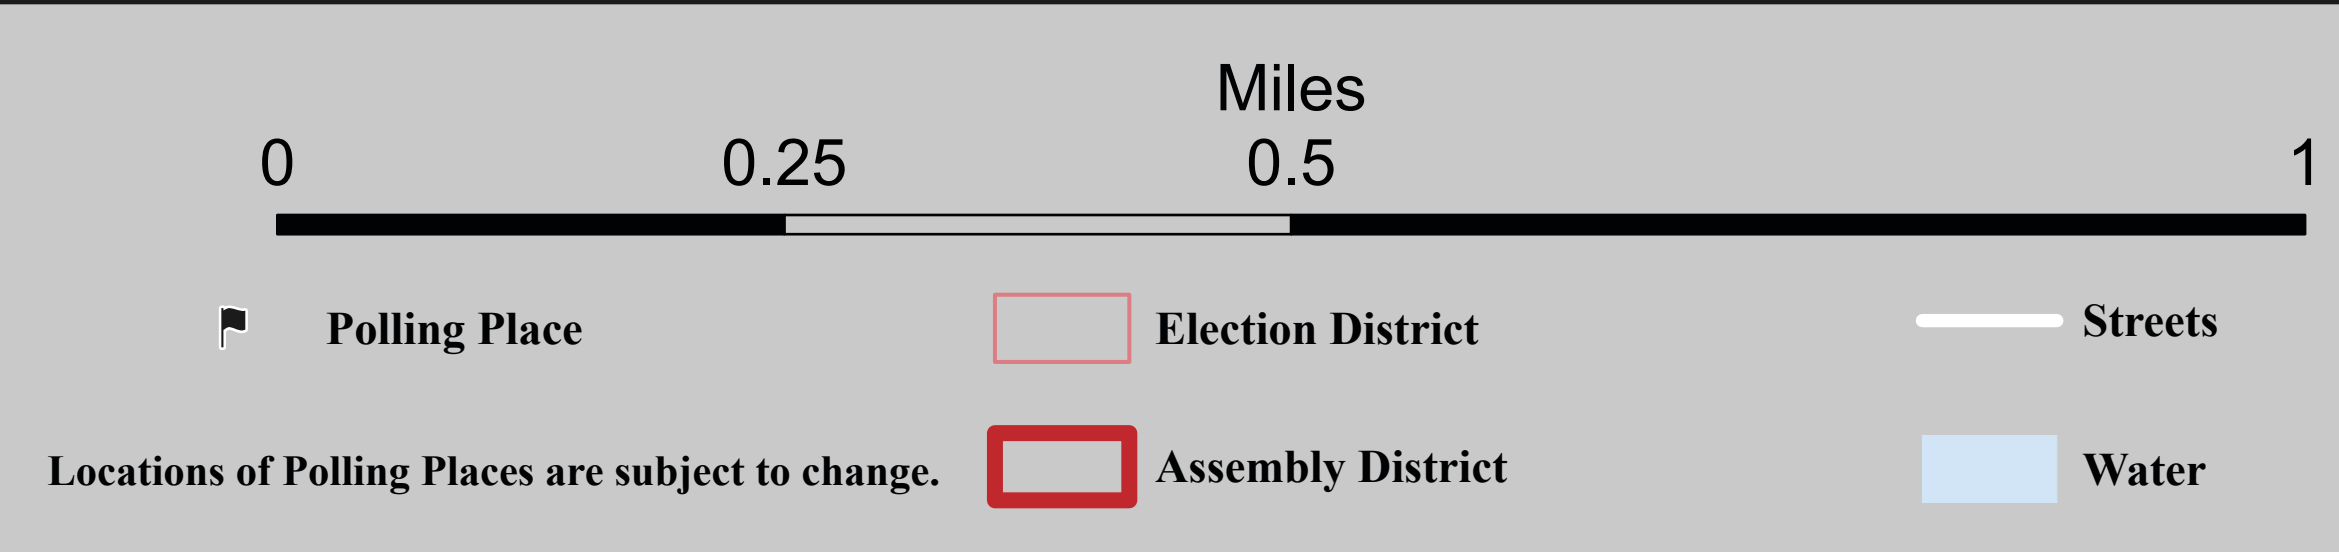 Miles
0 0.25 0.5 1
Polling Place
Election District
Streets
Locations of Polling Places are subject to change.
Assembly District
Water